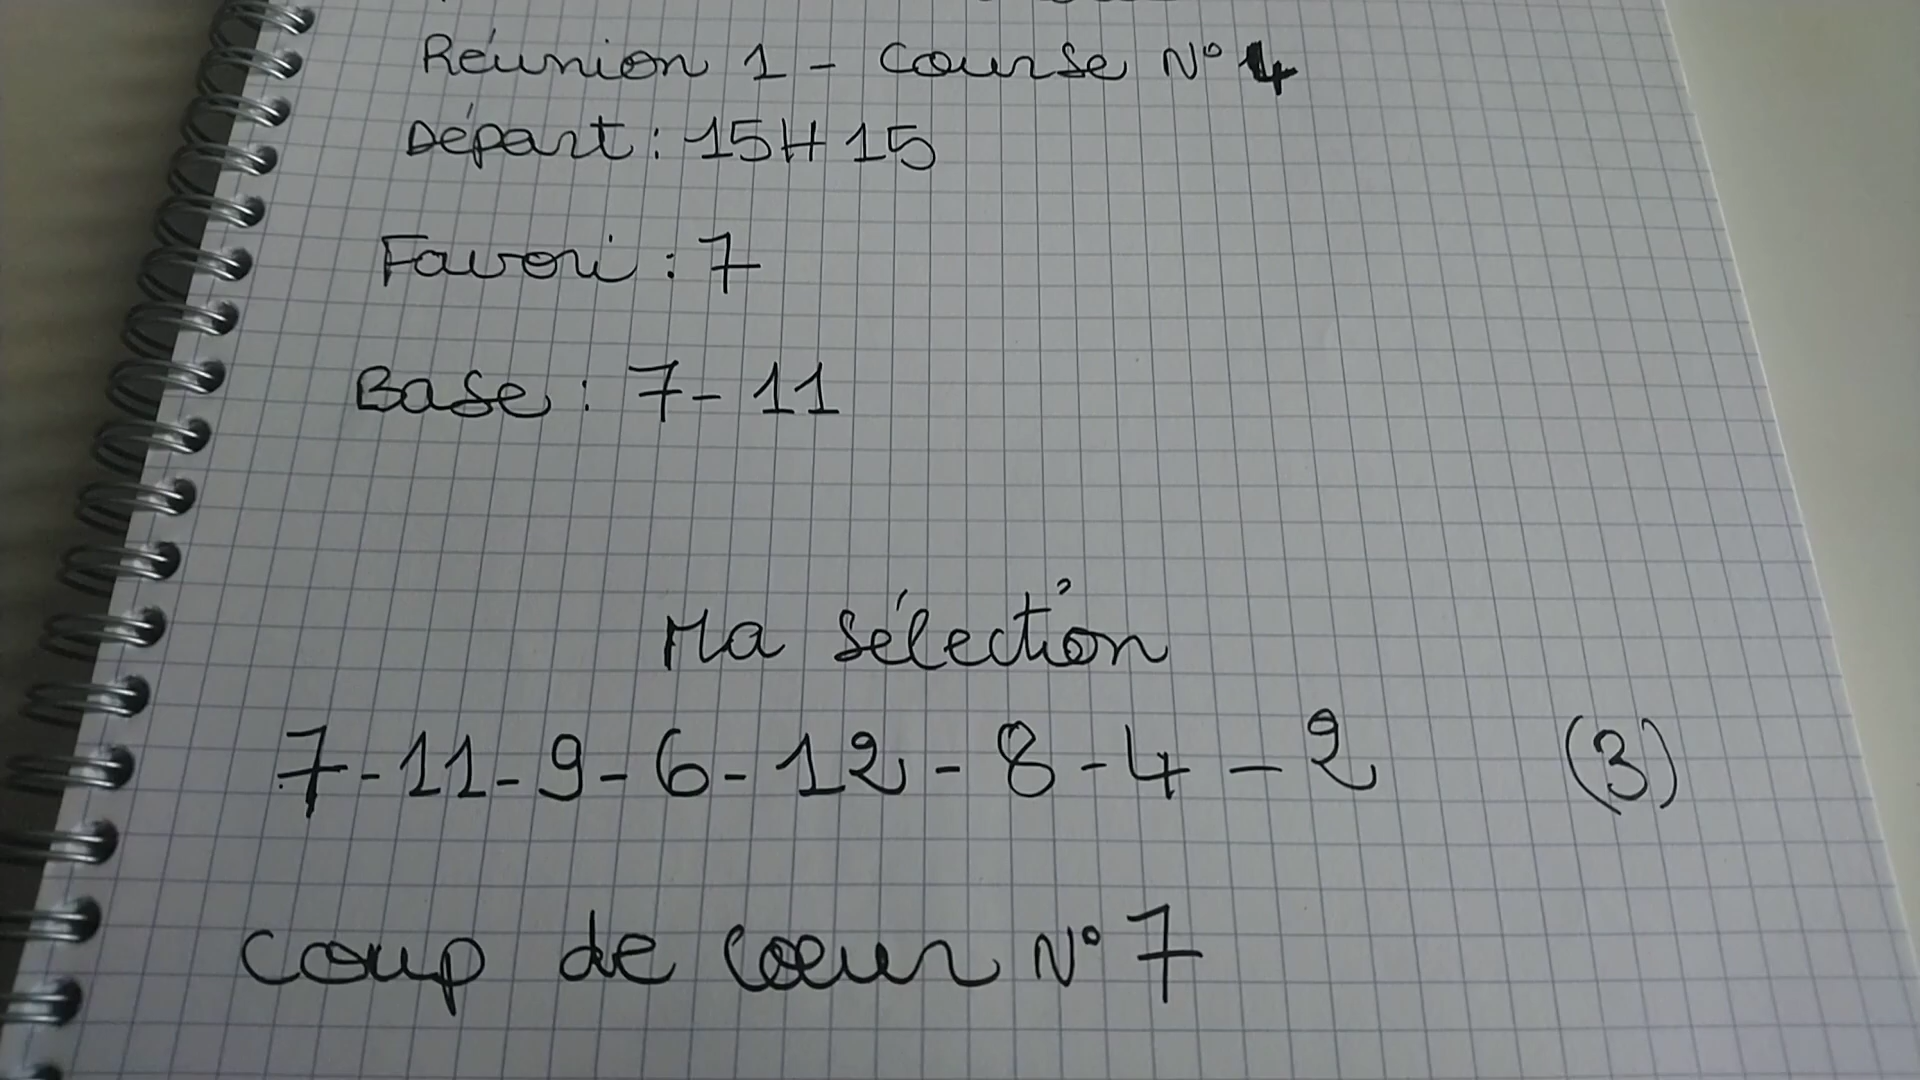 Réunion 1 - Course N° 4
Départ : 15H15
Favori : 7
Base : 7 - 11
Ma sélection
7 - 11 - 9 - 6 - 12 - 8 - 4 - 2 (3)
Coup de cœur N° 7